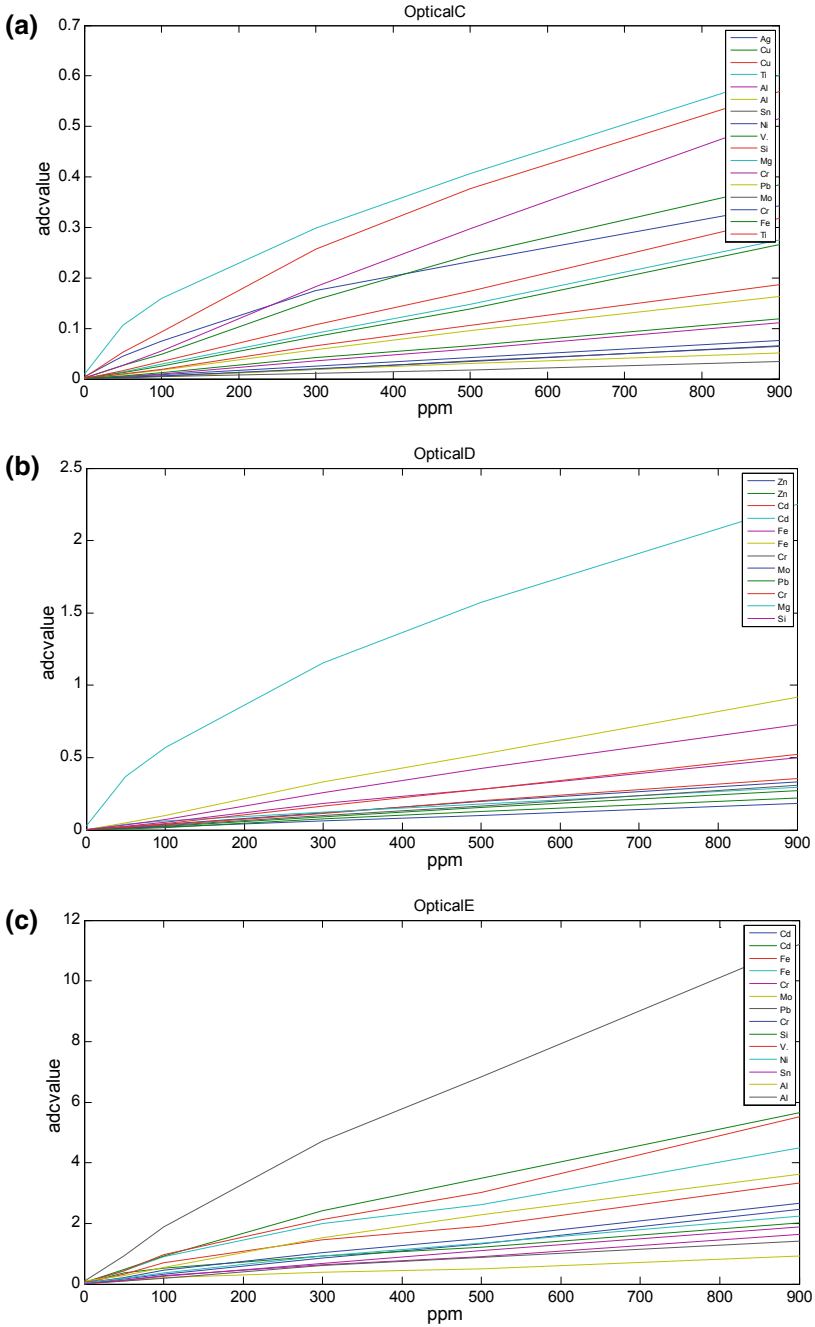 (a)
OpticalC
0.7
0.6
0.5
0.4
0.3
0.2
0.1
0
adcvalue
0 100 200 300 400 500 600 700 800 900
ppm
Ag
Cu
Cu
Ti
Al
Al
Sn
Ni
V.
Si
Mg
Cr
Pb
Mo
Cr
Fe
Ti
(b)
OpticalD
2.5
2
1.5
1
0.5
0
adcvalue
0 100 200 300 400 500 600 700 800 900
ppm
Zn
Zn
Cd
Cd
Fe
Fe
Cr
Mo
Pb
Cr
Mg
Si
(c)
OpticalE
12
10
8
6
4
2
0
adcvalue
0 100 200 300 400 500 600 700 800 900
ppm
Cd
Cd
Fe
Fe
Cr
Mo
Pb
Cr
Si
V.
Ni
Sn
Al
Al